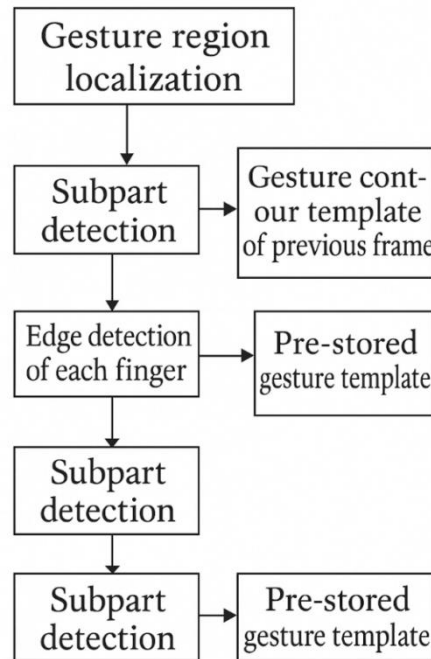 Gesture region
localization
Subpart
detection
Gesture cont-
our template
of previous frame
Edge detection
of each finger
Pre-stored
gesture template
Subpart
detection
Subpart
detection
Pre-stored
gesture template